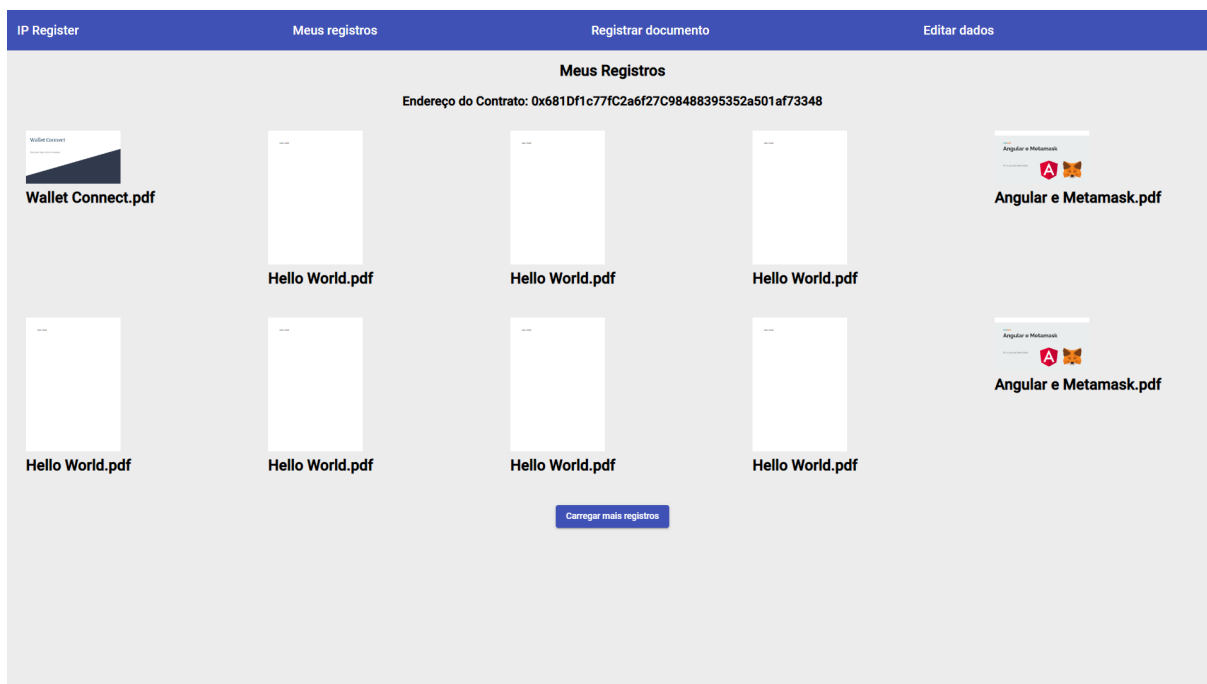 IP Register
Meus registros
Registrar documento
Editar dados
Meus Registros
Endereço do Contrato: 0x681Df1c77fC2a6f27C98488395352a501af73348
Wallet Connect
Wallet Connect.pdf
Hello World.pdf
Hello World.pdf
Hello World.pdf
Angular e Metamask
Angular e Metamask.pdf
Hello World.pdf
Hello World.pdf
Hello World.pdf
Hello World.pdf
Angular e Metamask
Angular e Metamask.pdf
Carregar mais registros